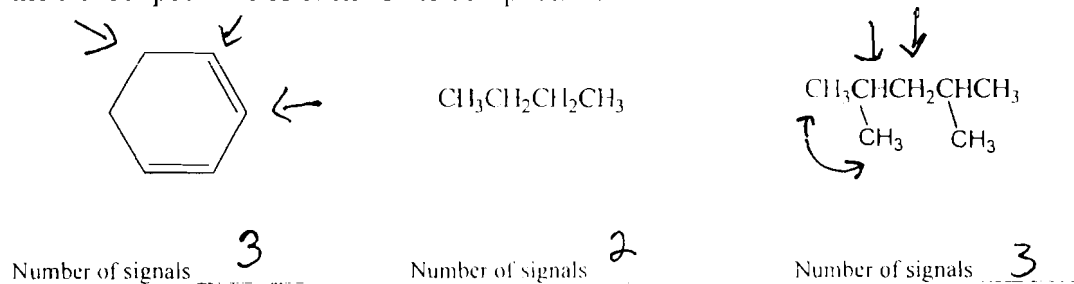 CH₃CH₂CH₂CH₃
CH₃CHCH₂CHCH₃
CH₃ CH₃
Number of signals 3
Number of signals 2
Number of signals 3